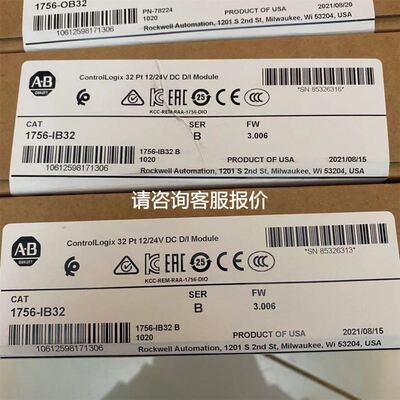 1756-OB32
10612598171306
PN-78224
1020
PRODUCT OF USA
2021/08/20
Rockwell Automation, 1201 S 2nd St, Milwaukee, Wi 53204, USA
A·B
QUALITY
ControlLogix 32 Pt 12/24V DC D/I Module
*SN 85326316*
KCC-REM-RAA-1756-DIO
CAT
1756-IB32
SER
B
FW
3.006
1756-IB32 B
1020
PRODUCT OF USA
2021/08/15
10612598171306
Rockwell Automation, 1201 S 2nd St, Milwaukee, Wi 53204, USA
请咨询客服报价
A·B
QUALITY
ControlLogix 32 Pt 12/24V DC D/I Module
*SN 85326313*
KCC-REM-RAA-1756-DIO
CAT
1756-IB32
SER
B
FW
3.006
1756-IB32 B
1020
PRODUCT OF USA
2021/08/15
10612598171306
Rockwell Automation, 1201 S 2nd St, Milwaukee, Wi 53204, USA